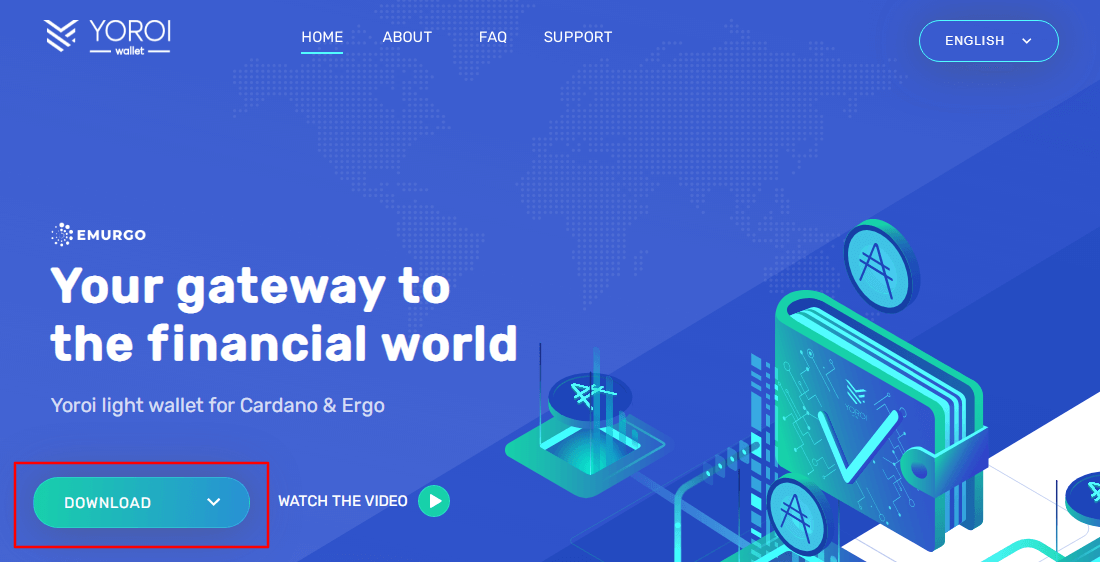 YOROI
wallet
HOME ABOUT FAQ SUPPORT
ENGLISH
EMURGO
Your gateway to
the financial world
Yoroi light wallet for Cardano & Ergo
DOWNLOAD
WATCH THE VIDEO
YOROI